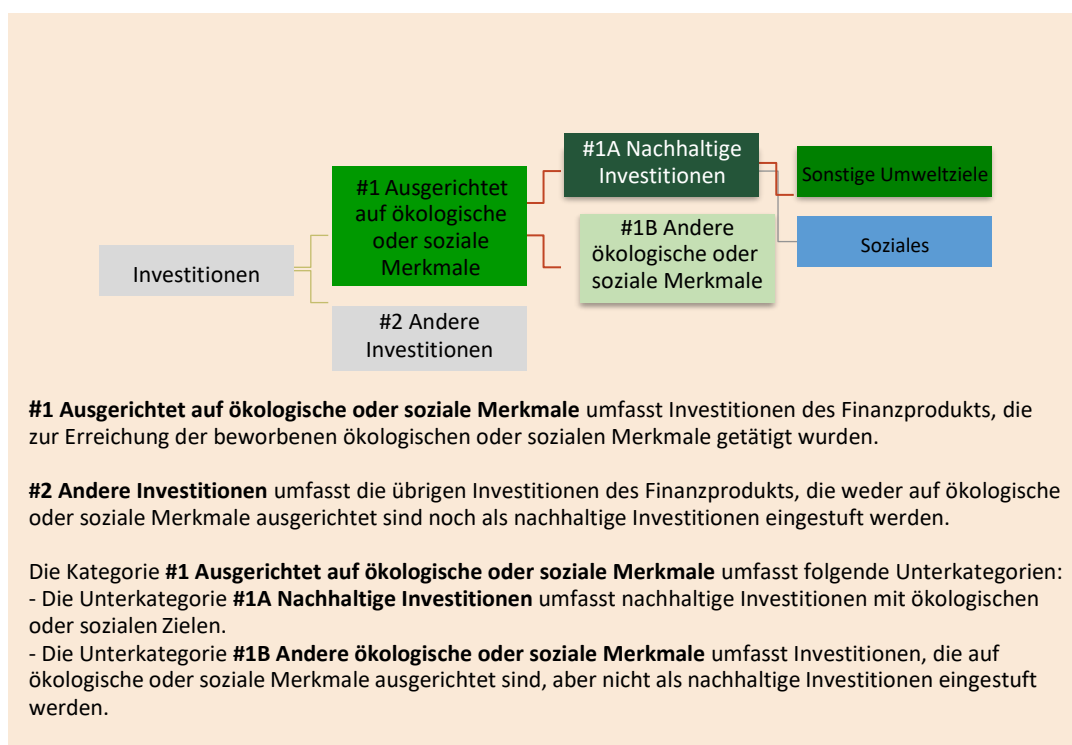 #1A Nachhaltige
Investitionen
Sonstige Umweltziele
#1 Ausgerichtet
auf ökologische
oder soziale
Merkmale
#1B Andere
ökologische oder
soziale Merkmale
Soziales
Investitionen
#2 Andere
Investitionen
#1 Ausgerichtet auf ökologische oder soziale Merkmale umfasst Investitionen des Finanzprodukts, die
zur Erreichung der beworbenen ökologischen oder sozialen Merkmale getätigt wurden.
#2 Andere Investitionen umfasst die übrigen Investitionen des Finanzprodukts, die weder auf ökologische
oder soziale Merkmale ausgerichtet sind noch als nachhaltige Investitionen eingestuft werden.
Die Kategorie #1 Ausgerichtet auf ökologische oder soziale Merkmale umfasst folgende Unterkategorien:
- Die Unterkategorie #1A Nachhaltige Investitionen umfasst nachhaltige Investitionen mit ökologischen
oder sozialen Zielen.
- Die Unterkategorie #1B Andere ökologische oder soziale Merkmale umfasst Investitionen, die auf
ökologische oder soziale Merkmale ausgerichtet sind, aber nicht als nachhaltige Investitionen eingestuft
werden.